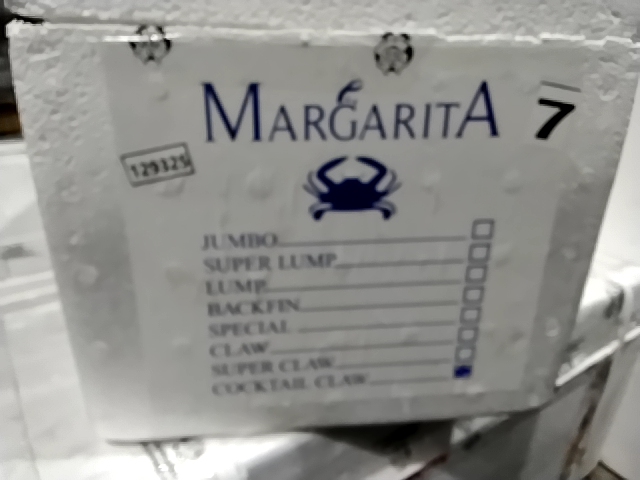 MARGARITA
7
129325
JUMBO
SUPER LUMP
LUMP
BACKFIN
SPECIAL
CLAW
SUPER CLAW
COCKTAIL CLAW